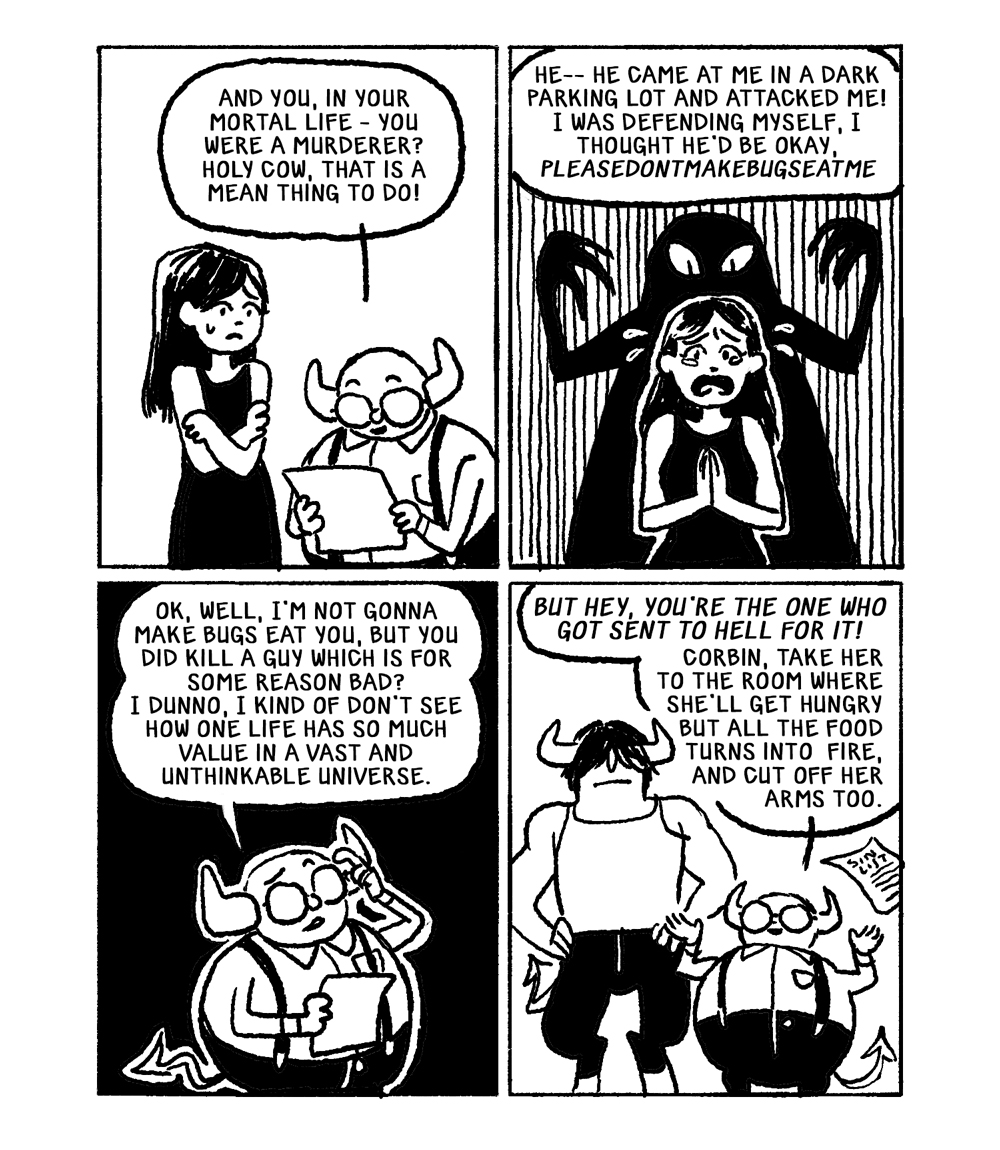 AND YOU, IN YOUR
MORTAL LIFE - YOU
WERE A MURDERER?
HOLY COW, THAT IS A
MEAN THING TO DO!
HE-- HE CAME AT ME IN A DARK
PARKING LOT AND ATTACKED ME!
I WAS DEFENDING MYSELF, I
THOUGHT HE'D BE OKAY,
PLEASEDONTMAKEBUGSEATME
OK, WELL, I'M NOT GONNA
MAKE BUGS EAT YOU, BUT YOU
DID KILL A GUY WHICH IS FOR
SOME REASON BAD?
I DUNNO, I KIND OF DON'T SEE
HOW ONE LIFE HAS SO MUCH
VALUE IN A VAST AND
UNTHINKABLE UNIVERSE.
BUT HEY, YOU'RE THE ONE WHO
GOT SENT TO HELL FOR IT!
CORBIN, TAKE HER
TO THE ROOM WHERE
SHE'LL GET HUNGRY
BUT ALL THE FOOD
TURNS INTO FIRE,
AND CUT OFF HER
ARMS TOO.
SIN
LIST